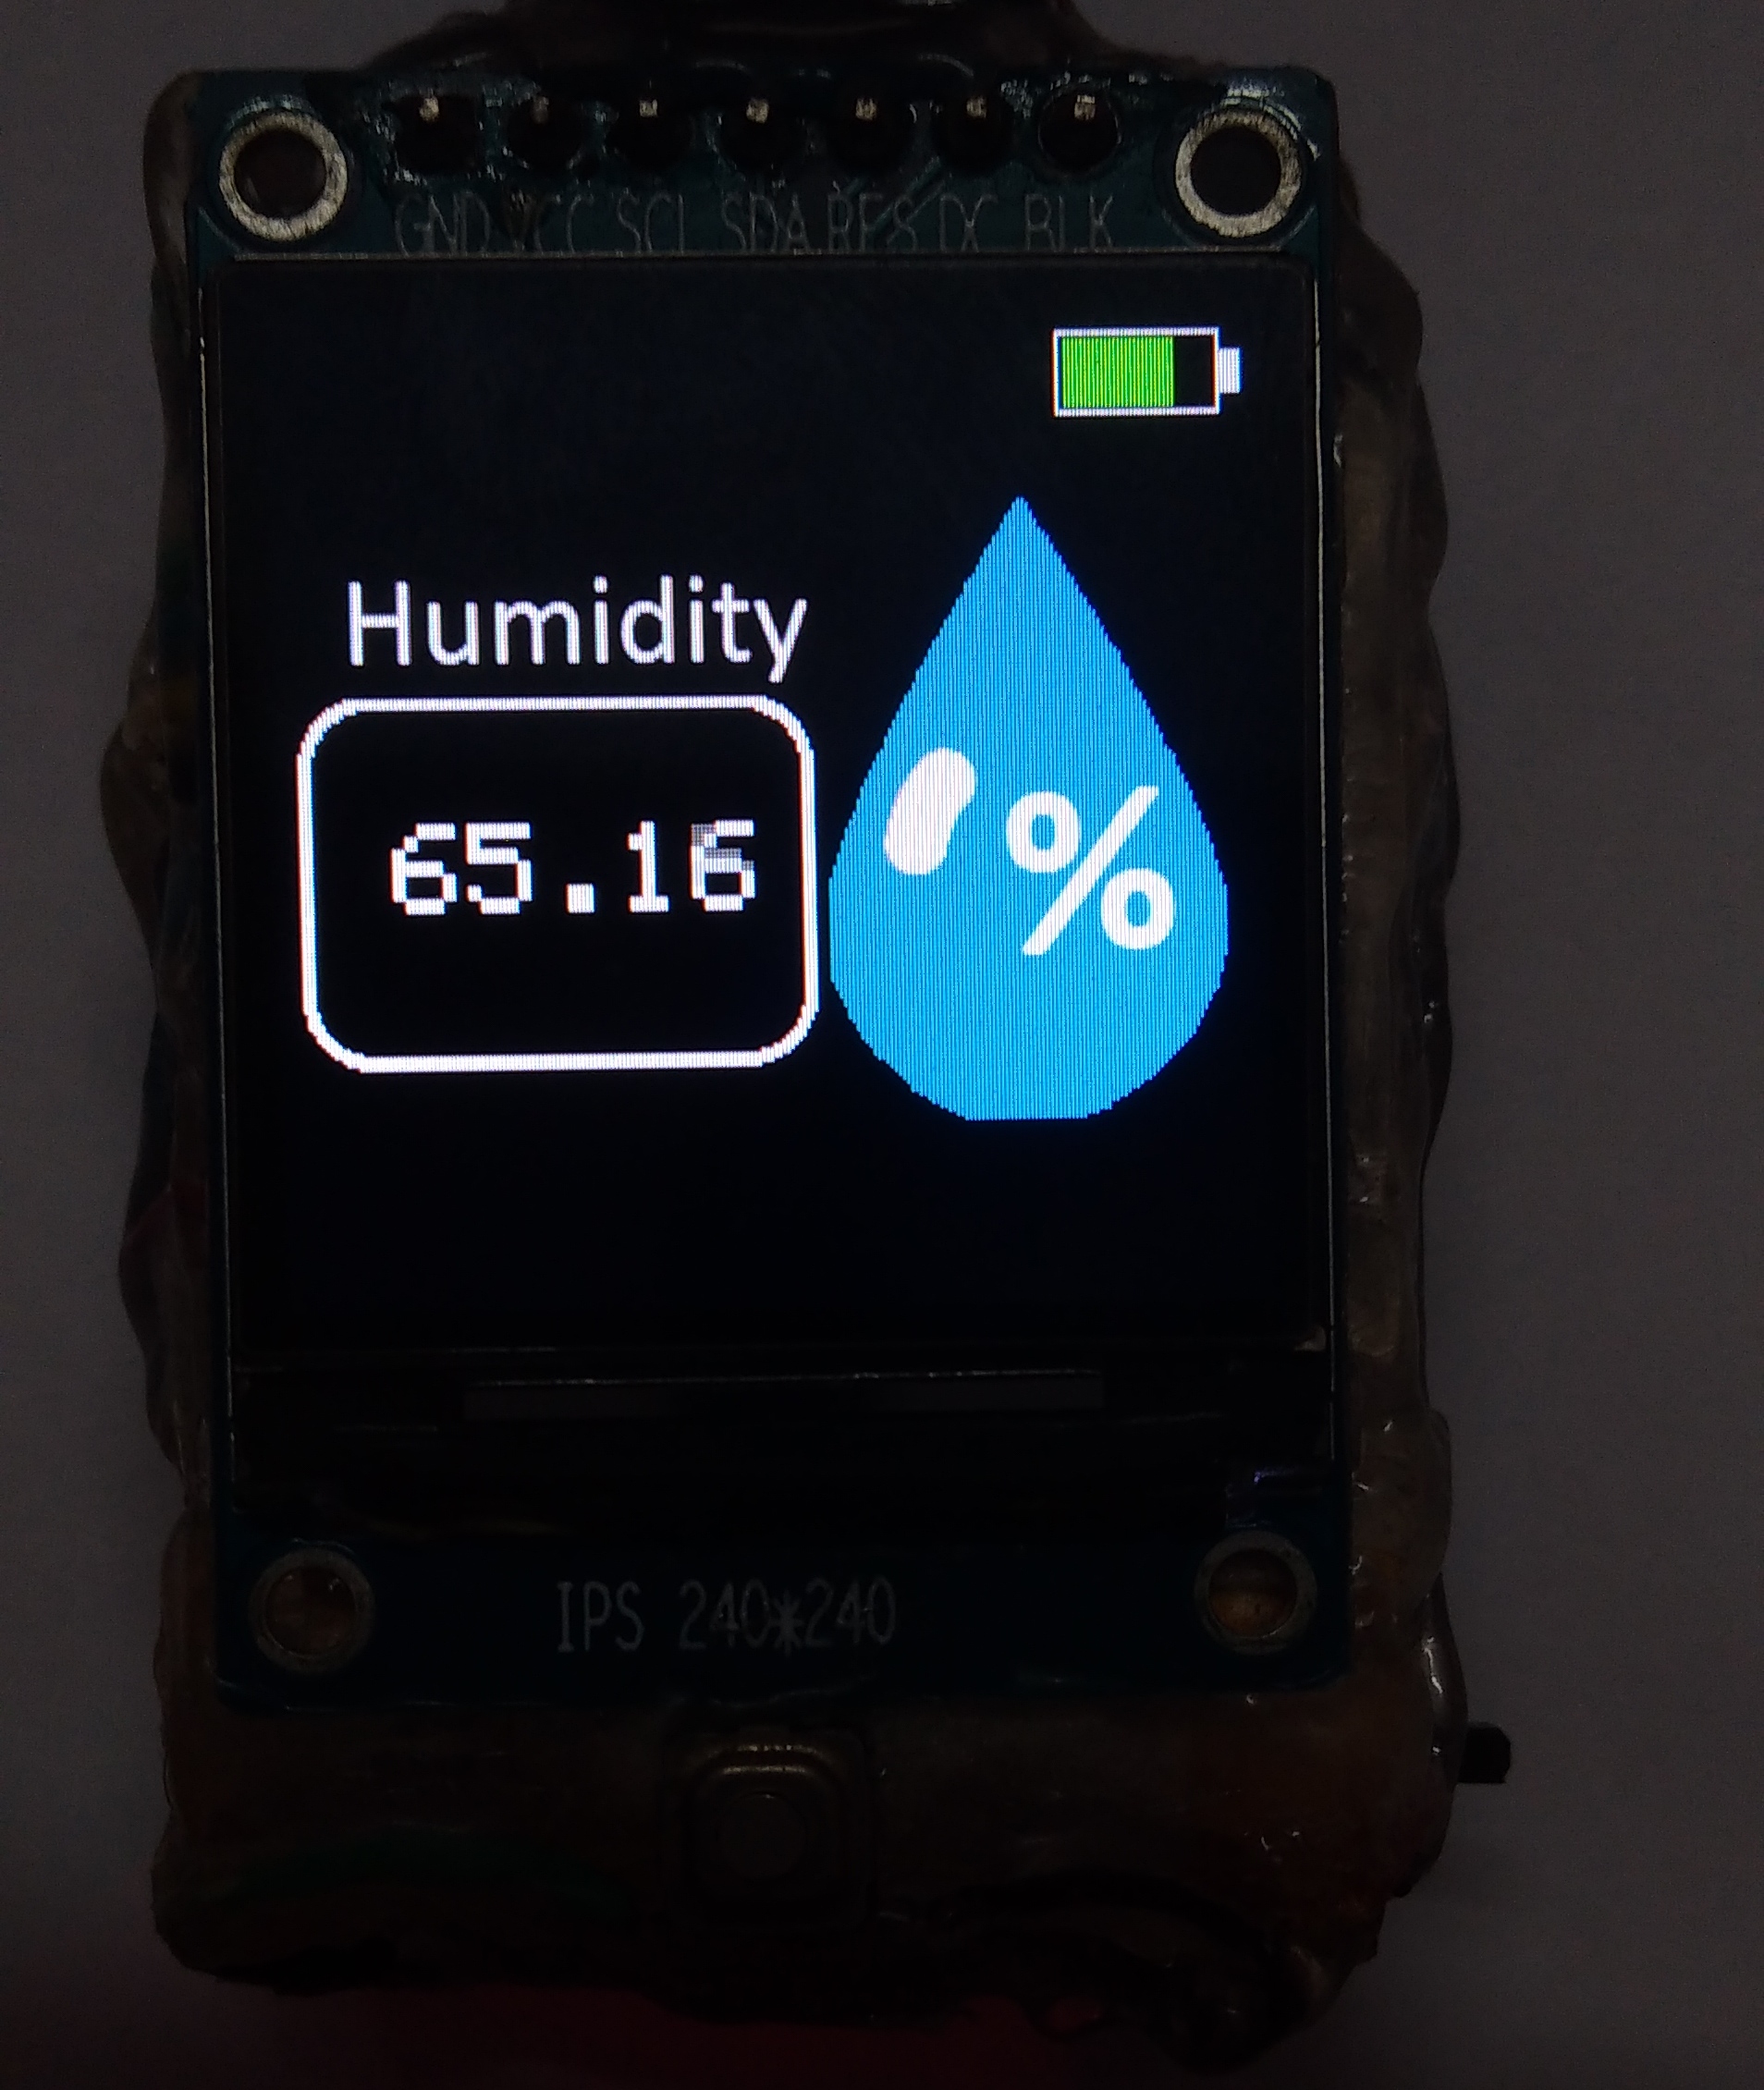 GND VCC SCL SDA RES DC BLK
Humidity
65.16
%
IPS 240*240